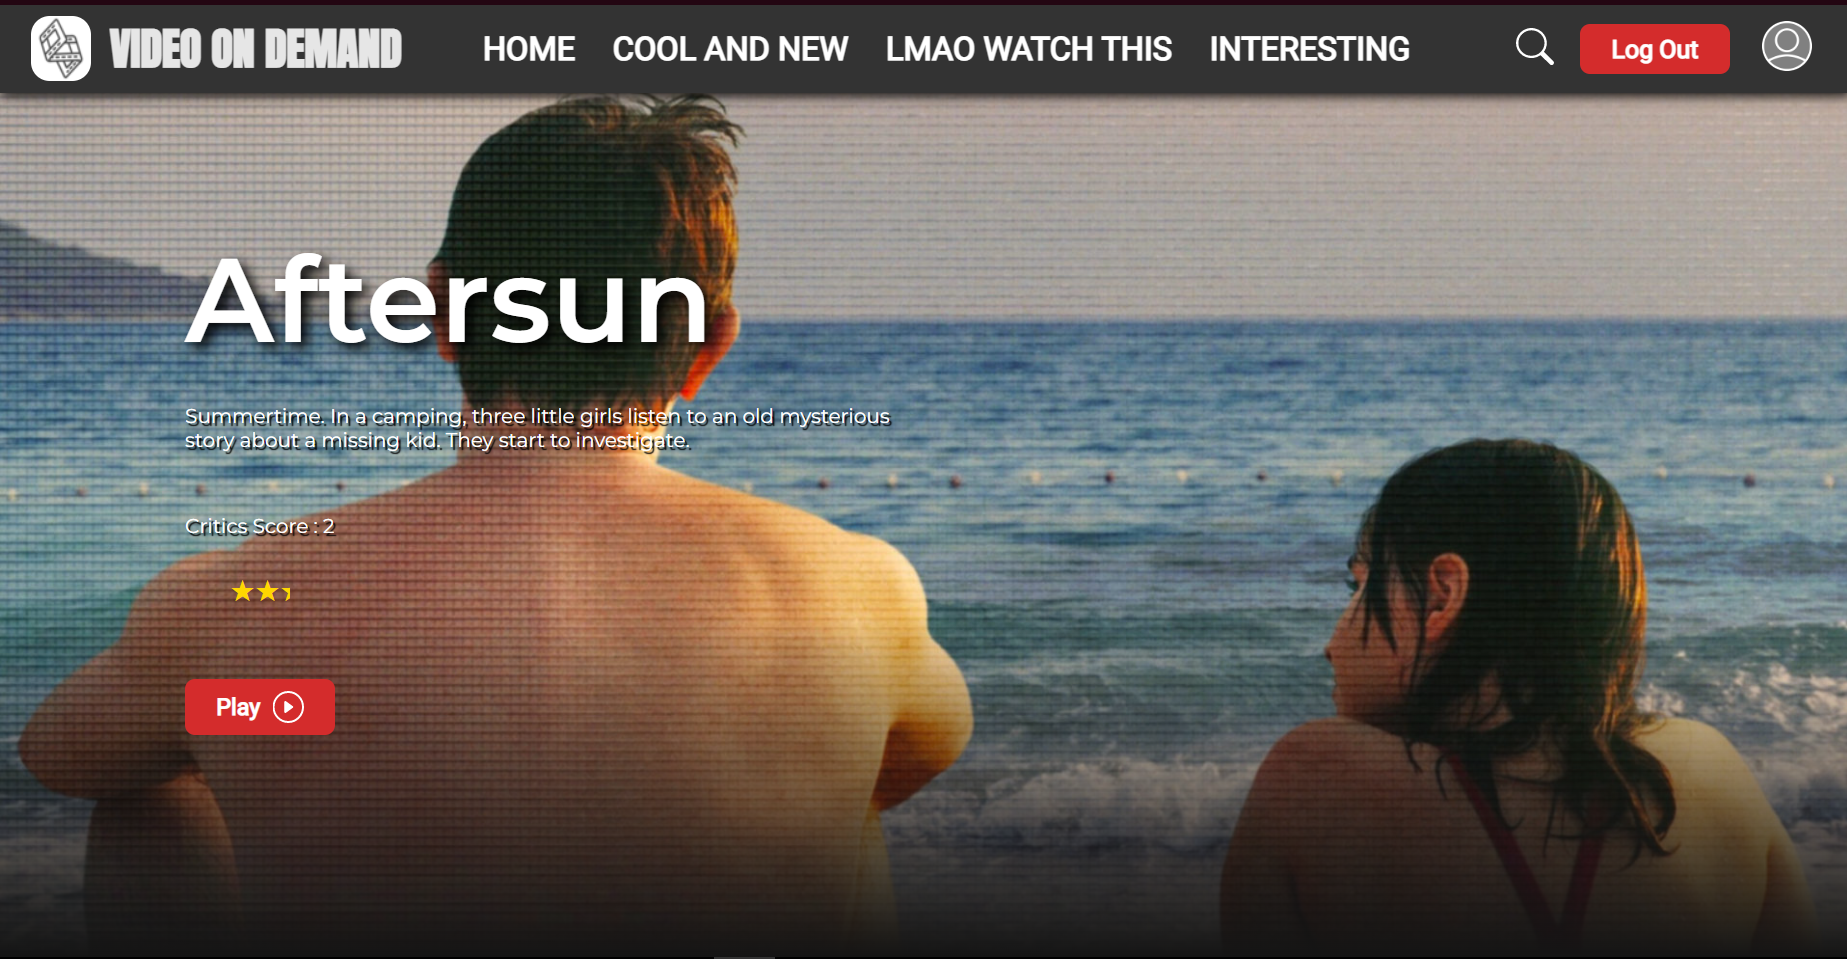 VIDEO ON DEMAND
HOME COOL AND NEW LMAO WATCH THIS INTERESTING
Log Out
Aftersun
Summertime. In a camping, three little girls listen to an old mysterious
story about a missing kid. They start to investigate.
Critics Score : 2
Play